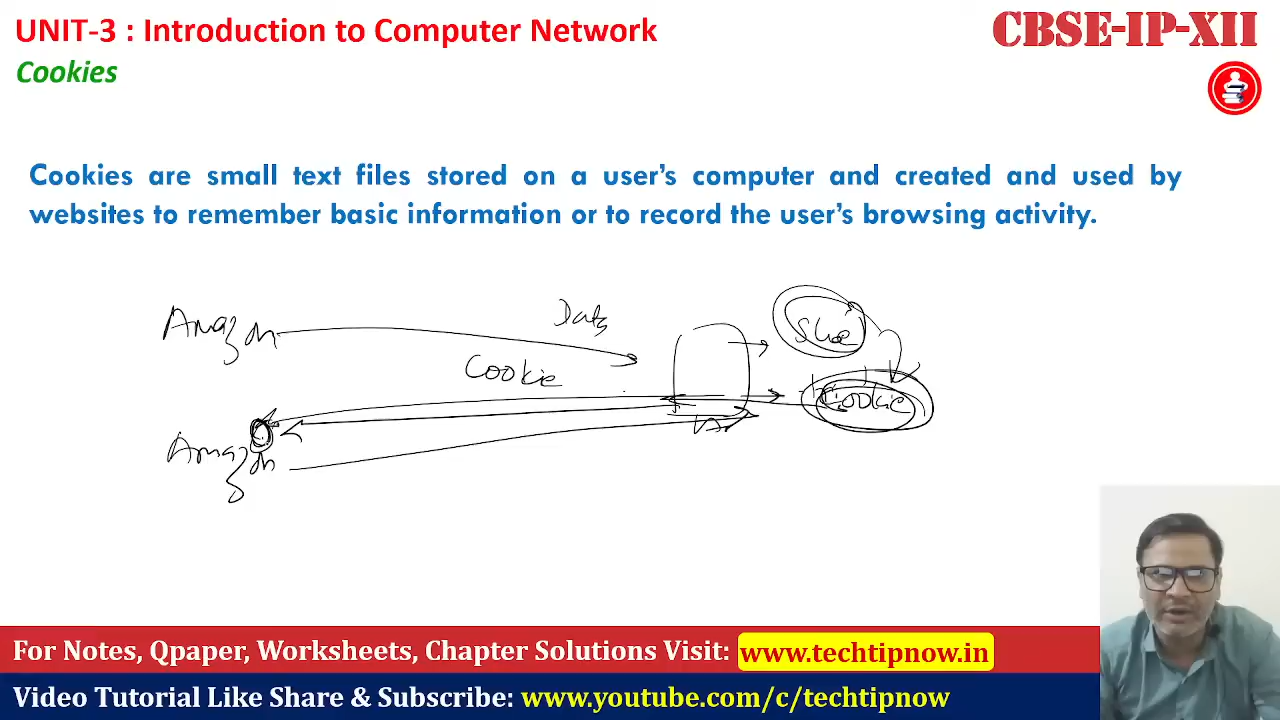 UNIT-3 : Introduction to Computer Network
CBSE-IP-XII
Cookies
Cookies are small text files stored on a user's computer and created and used by
websites to remember basic information or to record the user's browsing activity.
Amazon
Data
Shoe
Cookie
Cookie
Amazon
For Notes, Qpaper, Worksheets, Chapter Solutions Visit: www.techtipnow.in
Video Tutorial Like Share & Subscribe: www.youtube.com/c/techtipnow